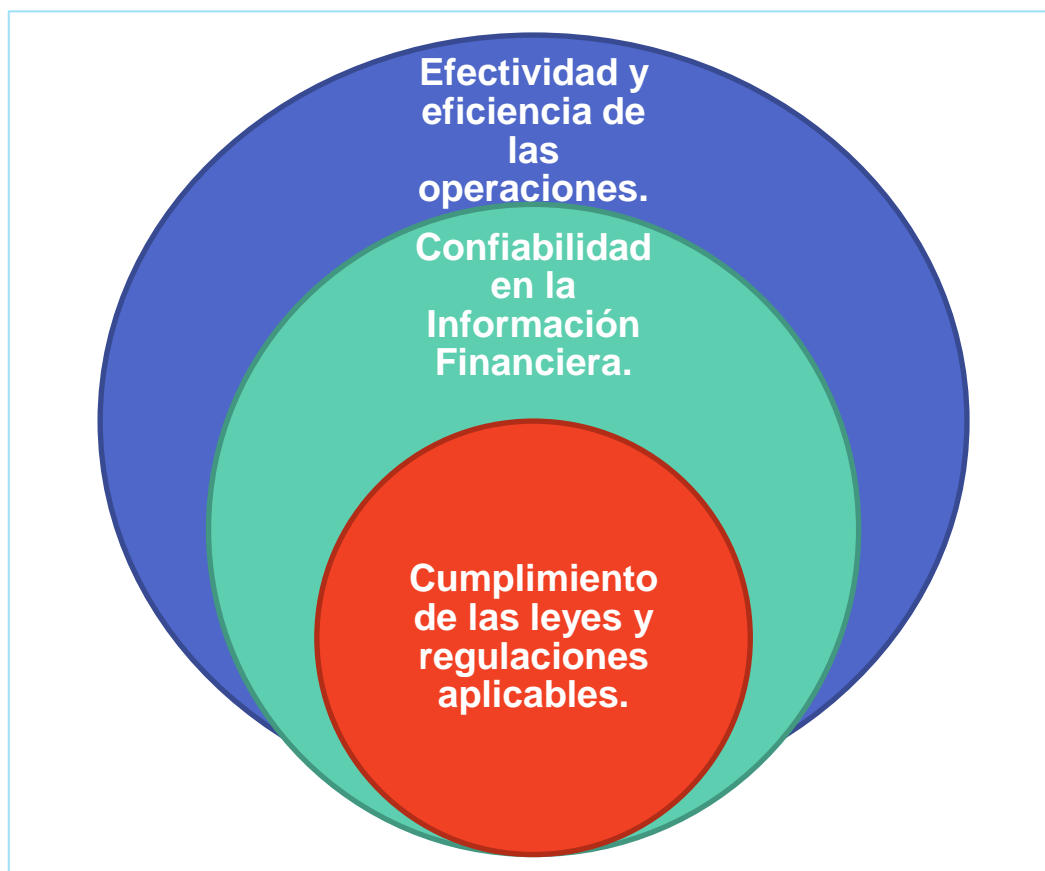 Efectividad y
eficiencia de
las
operaciones.
Confiabilidad
en la
Información
Financiera.
Cumplimiento
de las leyes y
regulaciones
aplicables.